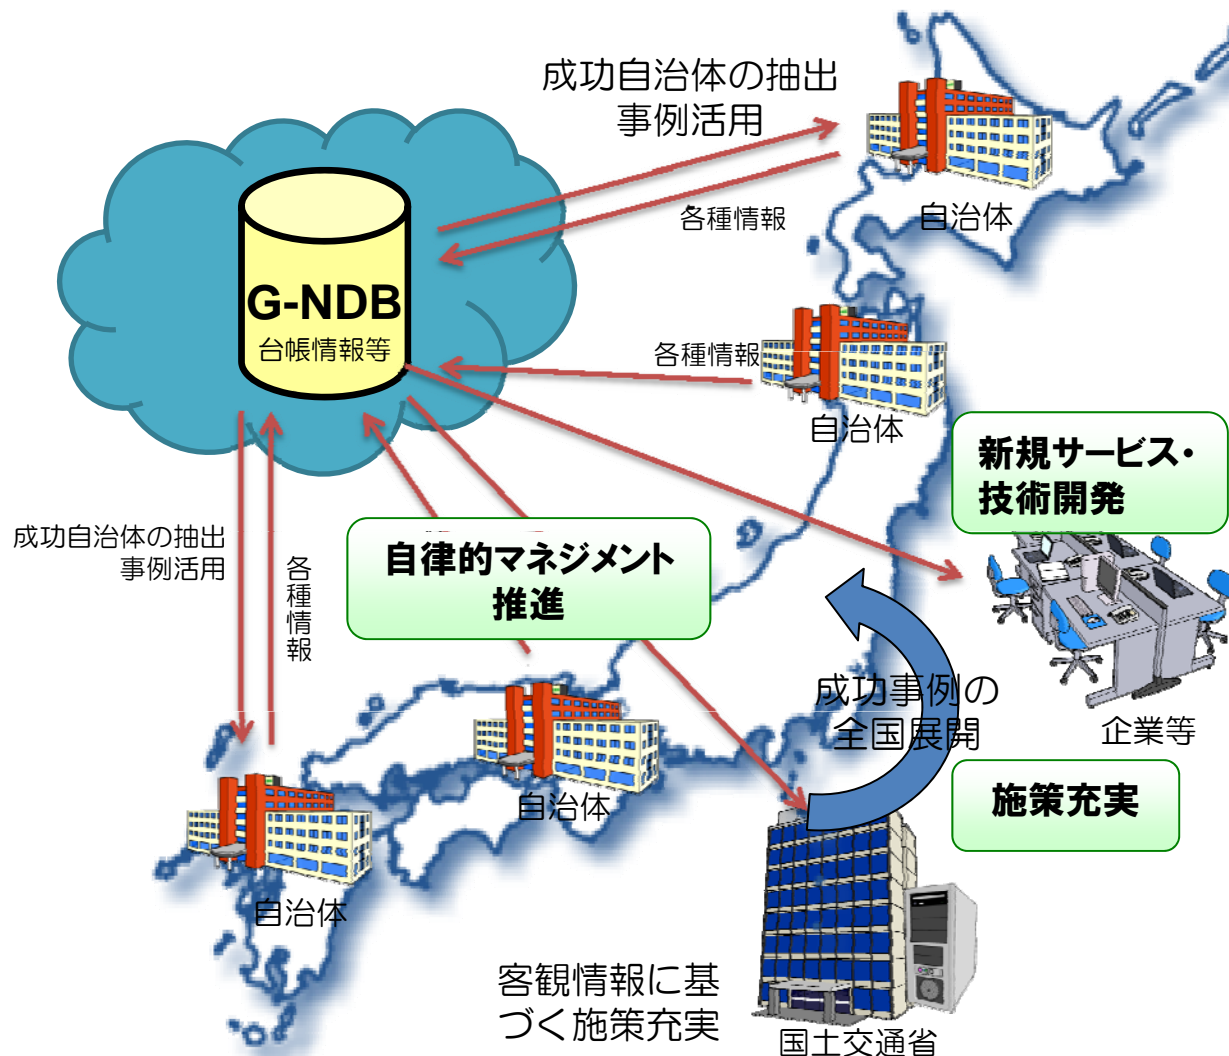 成功自治体の抽出
事例活用
各種情報
自治体
G-NDB
台帳情報等
各種情報
自治体
新規サービス・
技術開発
成功自治体の抽出
事例活用
各種情報
自律的マネジメント
推進
成功事例の
全国展開
企業等
自治体
施策充実
自治体
客観情報に基
づく施策充実
国土交通省